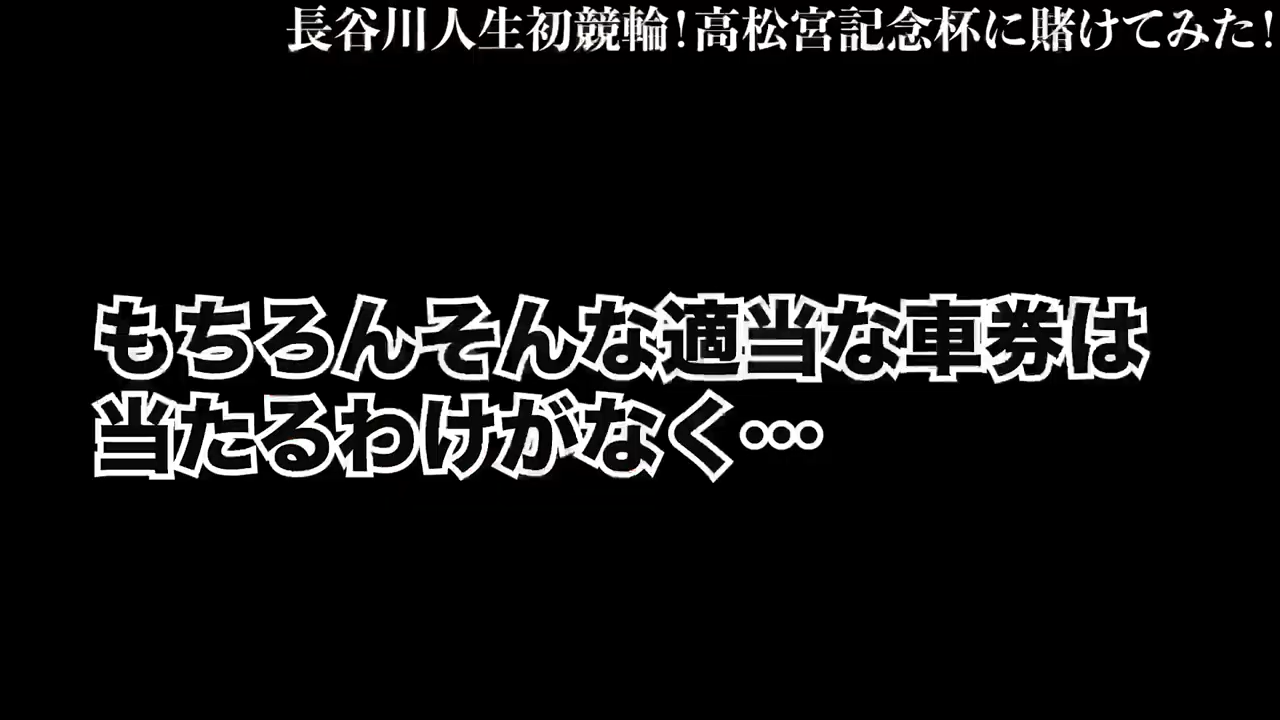 長谷川人生初競輪！高松宮記念杯に賭けてみた！
もちろんそんな適当な車券は
当たるわけがなく…